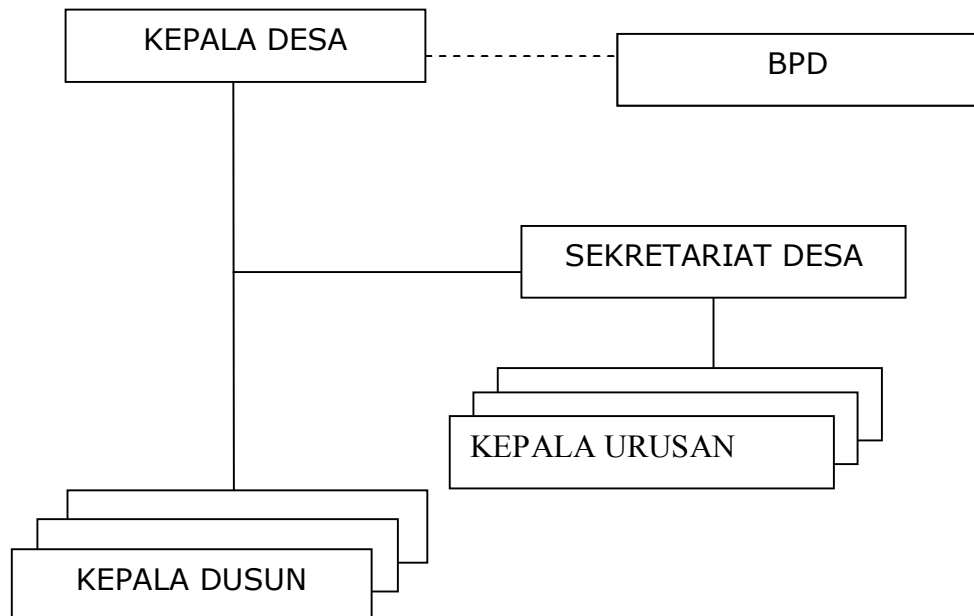 KEPALA DESA
BPD
SEKRETARIAT DESA
KEPALA URUSAN
KEPALA DUSUN